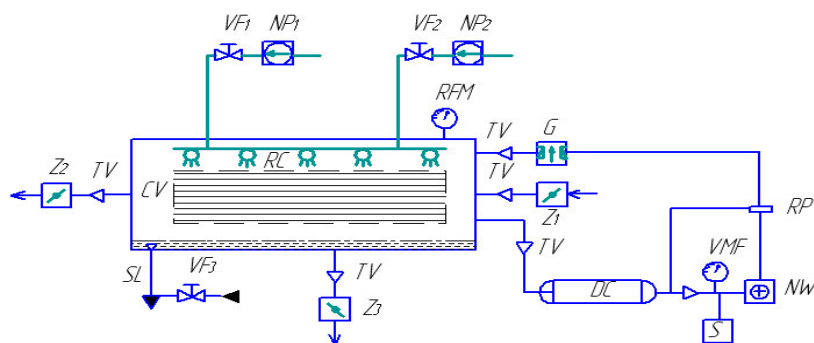 VF1 NP1 VF2 NP2
RFM
TV G
Z2 TV CV RC TV Z1
RP
TV VMF
SL VF3 TV DC NW
Z3 S